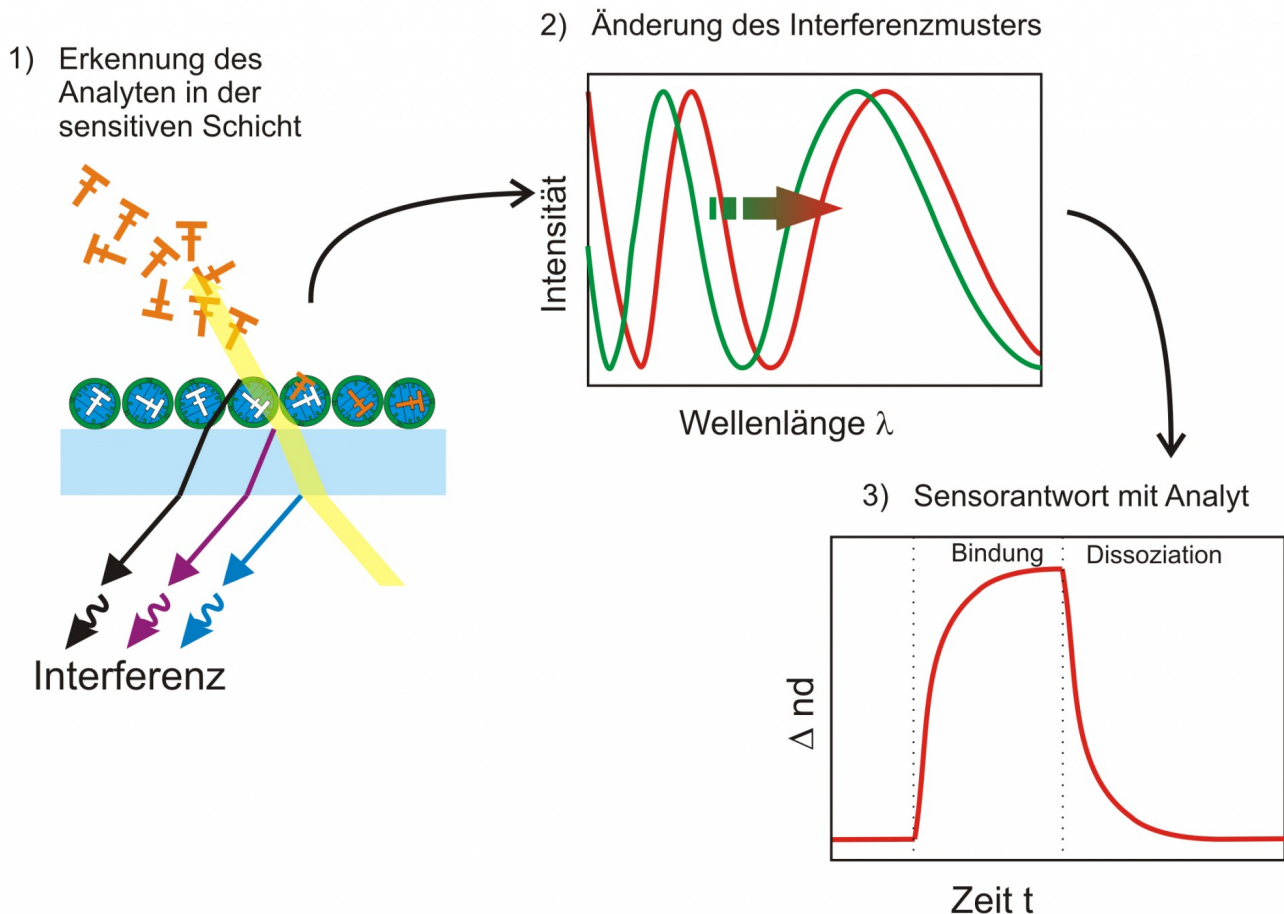 1) Erkennung des
Analyten in der
sensitiven Schicht
Interferenz
2) Änderung des Interferenzmusters
Intensität
Wellenlänge λ
3) Sensorantwort mit Analyt
Bindung
Dissoziation
Δ nd
Zeit t